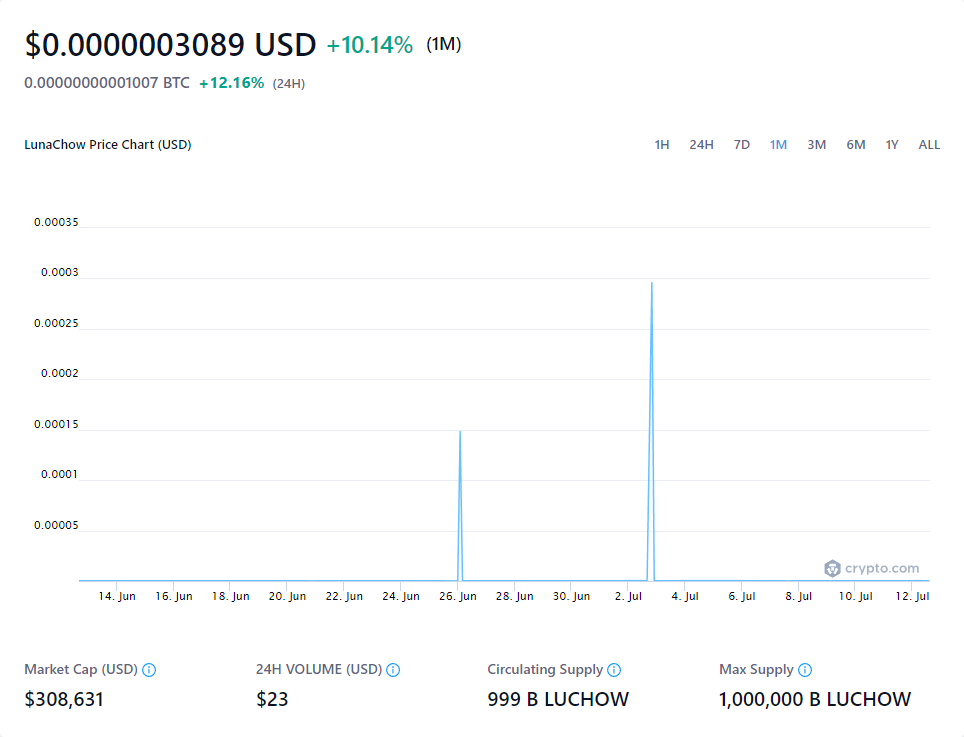 $0.0000003089 USD +10.14% (1M)
0.00000000001007 BTC +12.16% (24H)
LunaChow Price Chart (USD) 1H 24H 7D 1M 3M 6M 1Y ALL
0.00035
0.0003
0.00025
0.0002
0.00015
0.0001
0.00005
crypto.com
14. Jun 16. Jun 18. Jun 20. Jun 22. Jun 24. Jun 26. Jun 28. Jun 30. Jun 2. Jul 4. Jul 6. Jul 8. Jul 10. Jul 12. Jul
Market Cap (USD) 24H VOLUME (USD) Circulating Supply Max Supply
$308,631 $23 999 B LUCHOW 1,000,000 B LUCHOW